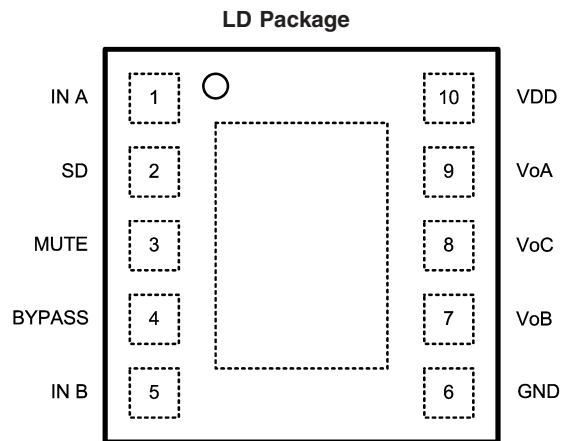 LD Package
IN A 1 10 VDD
SD 2 9 VoA
MUTE 3 8 VoC
BYPASS 4 7 VoB
IN B 5 6 GND